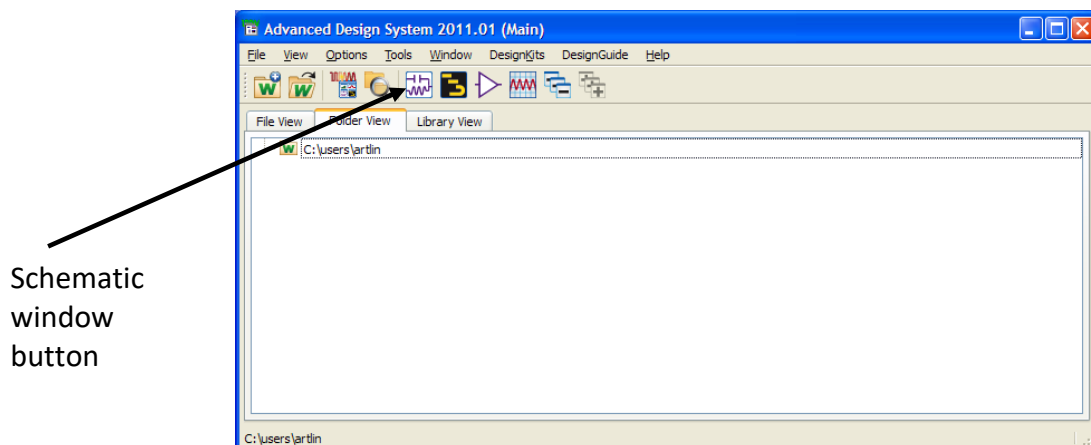 Advanced Design System 2011.01 (Main)
File View Options Tools Window DesignKits DesignGuide Help
File View Folder View Library View
C:\users\artlin
Schematic
window
button
C:\users\artlin